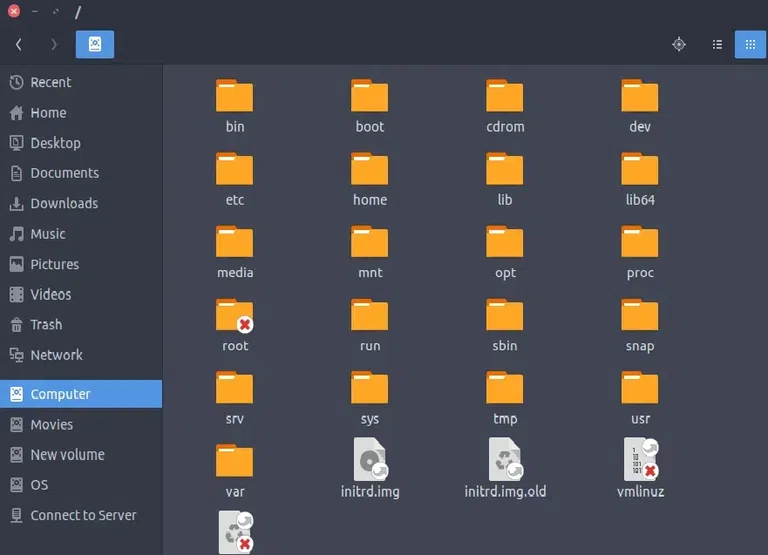 /
Recent
Home
Desktop
Documents
Downloads
Music
Pictures
Videos
Trash
Network
Computer
Movies
New volume
OS
Connect to Server
bin boot cdrom dev
etc home lib lib64
media mnt opt proc
root run sbin snap
srv sys tmp usr
var initrd.img initrd.img.old vmlinuz